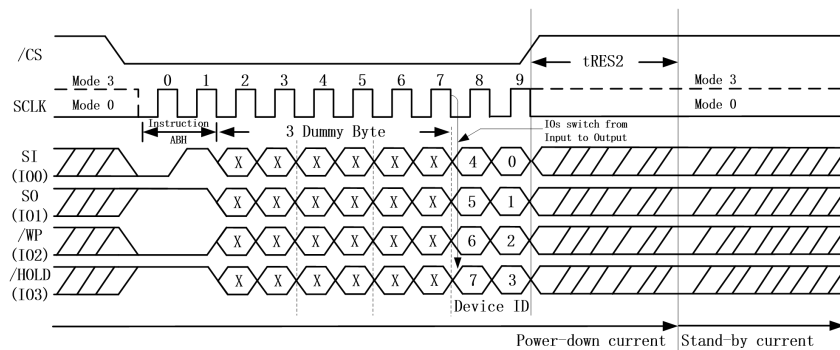 /CS
tRES2
Mode 3 0 1 2 3 4 5 6 7 8 9 Mode 3
SCLK Mode 0 Mode 0
Instruction
ABH
3 Dummy Byte
IOs switch from
Input to Output
SI
(IO0)
X X X X X X 4 0
SO
(IO1)
X X X X X X 5 1
/WP
(IO2)
X X X X X X 6 2
/HOLD
(IO3)
X X X X X X 7 3
Device ID
Power-down current Stand-by current